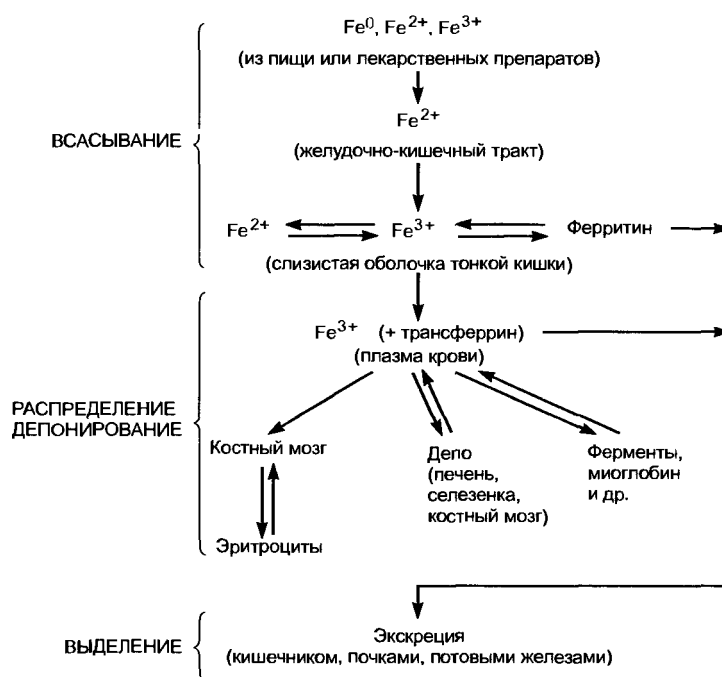 Fe⁰, Fe²⁺, Fe³⁺
(из пищи или лекарственных препаратов)
Fe²⁺
ВСАСЫВАНИЕ
(желудочно-кишечный тракт)
Fe²⁺ Fe³⁺ Ферритин
(слизистая оболочка тонкой кишки)
Fe³⁺ (+ трансферрин)
(плазма крови)
РАСПРЕДЕЛЕНИЕ
ДЕПОНИРОВАНИЕ
Костный мозг
Эритроциты
Дело
(печень,
селезенка,
костный мозг)
Ферменты,
миоглобин
и др.
ВЫДЕЛЕНИЕ
Экскреция
(кишечником, почками, потовыми железами)